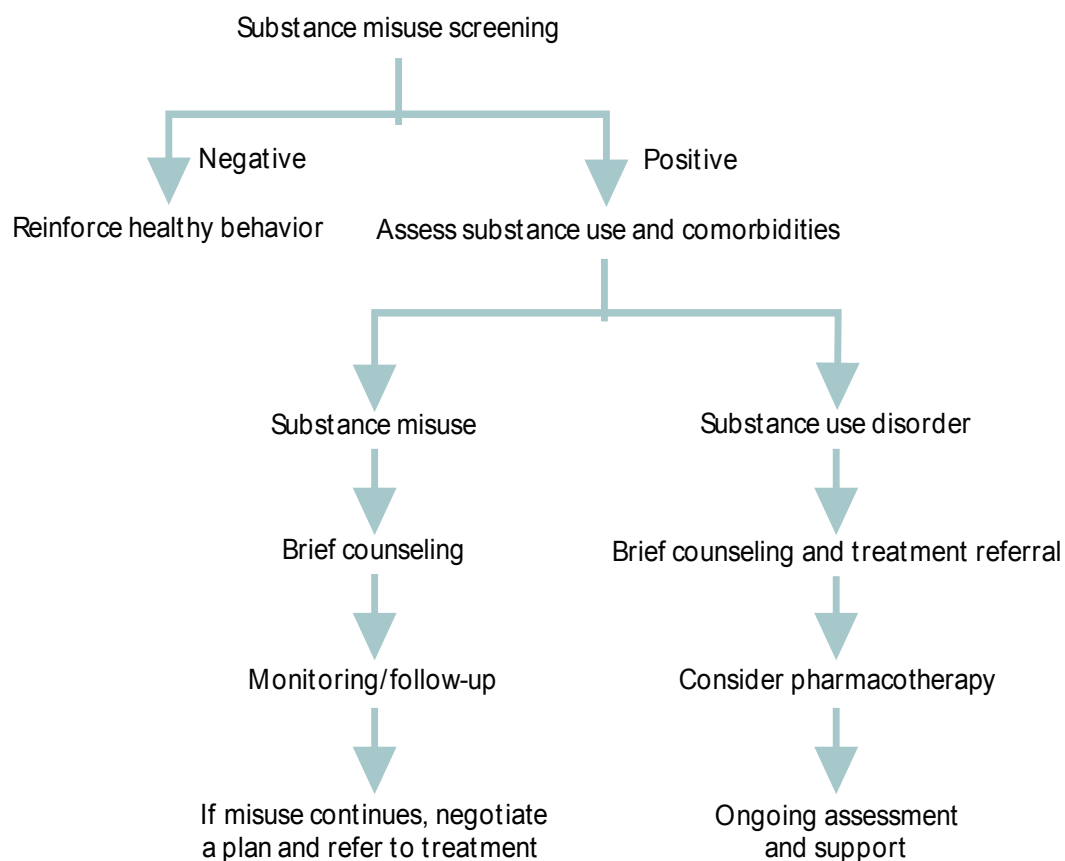 Substance misuse screening
Negative
Positive
Reinforce healthy behavior
Assess substance use and comorbidities
Substance misuse
Substance use disorder
Brief counseling
Brief counseling and treatment referral
Monitoring/follow-up
Consider pharmacotherapy
If misuse continues, negotiate
a plan and refer to treatment
Ongoing assessment
and support